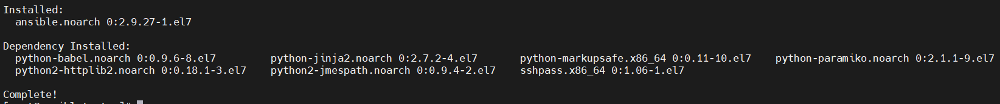 Installed:
ansible.noarch 0:2.9.27-1.el7
Dependency Installed:
python-babel.noarch 0:0.9.6-8.el7 python-jinja2.noarch 0:2.7.2-4.el7 python-markupsafe.x86_64 0:0.11-10.el7 python-paramiko.noarch 0:2.1.1-9.el7
python2-httplib2.noarch 0:0.18.1-3.el7 python2-jmespath.noarch 0:0.9.4-2.el7 sshpass.x86_64 0:1.06-1.el7
Complete!